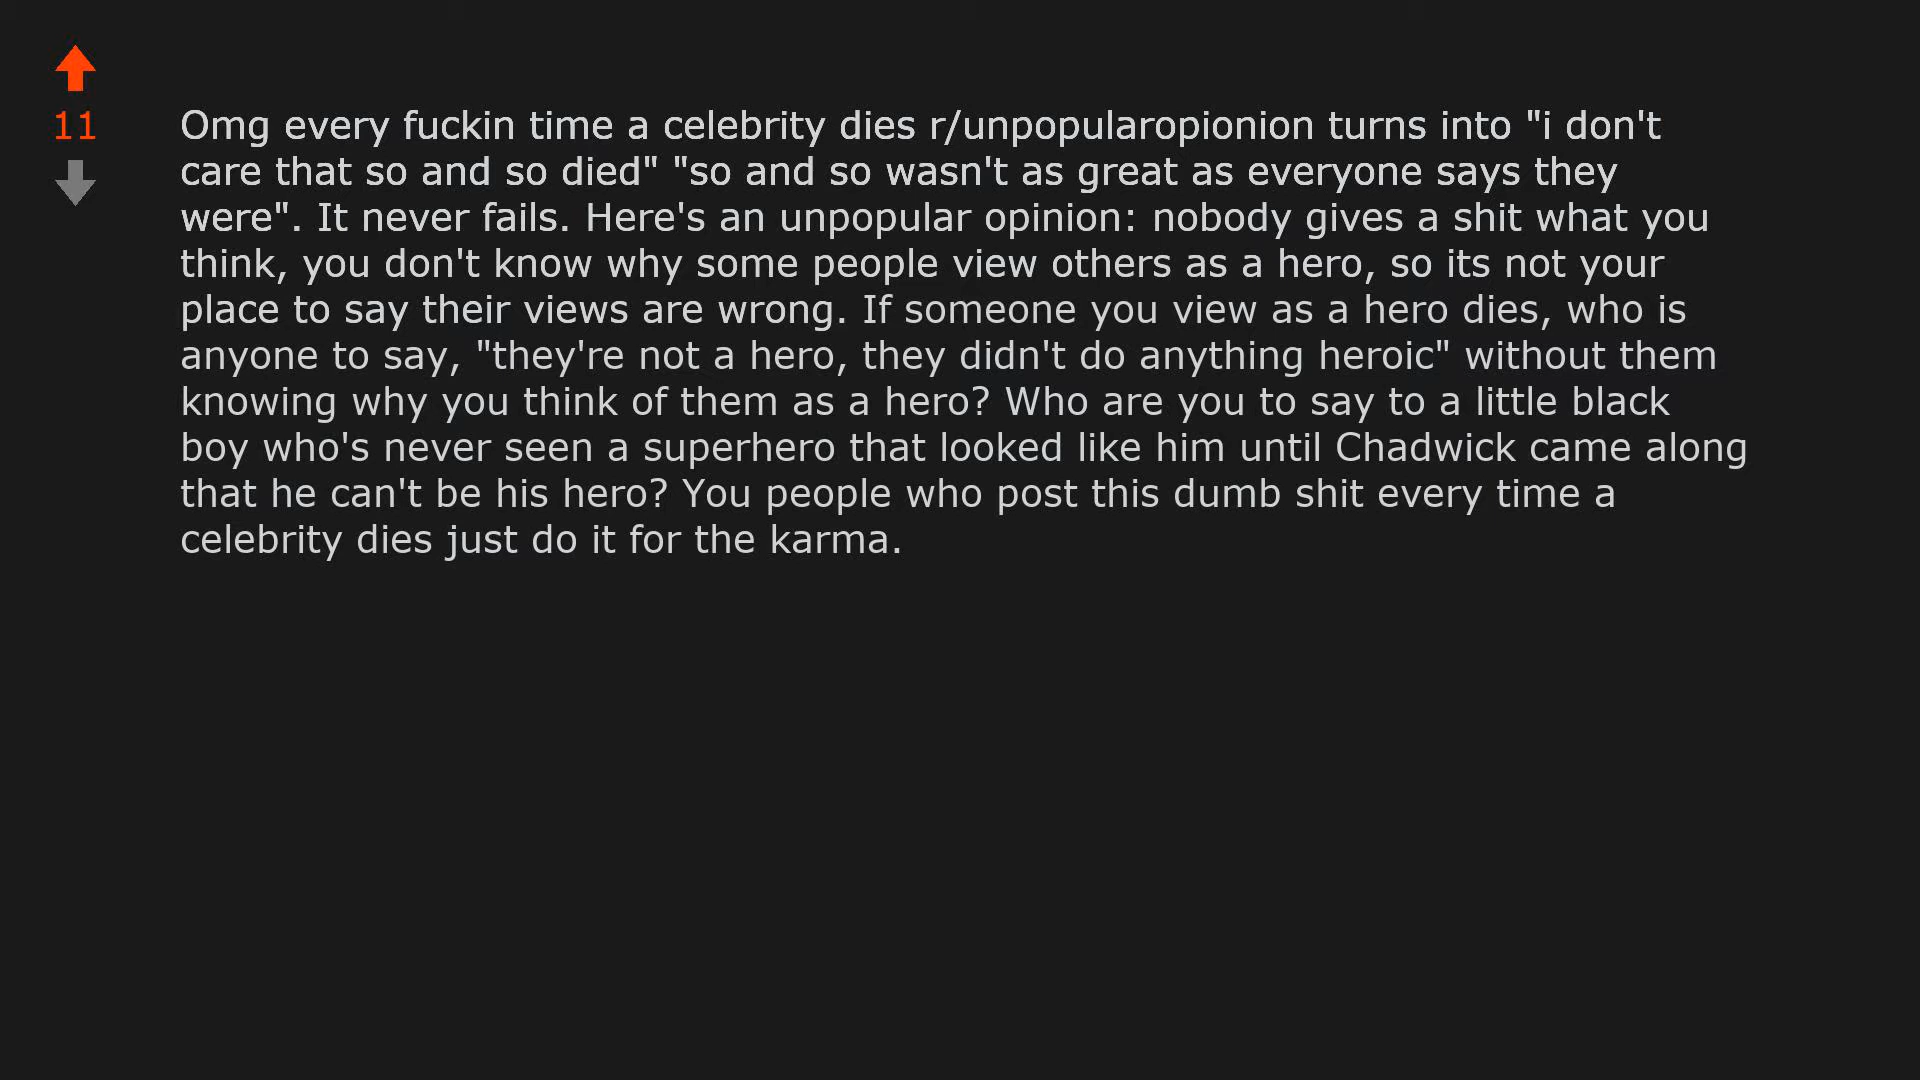 11
Omg every fuckin time a celebrity dies r/unpopularopionion turns into "i don't
care that so and so died" "so and so wasn't as great as everyone says they
were". It never fails. Here's an unpopular opinion: nobody gives a shit what you
think, you don't know why some people view others as a hero, so its not your
place to say their views are wrong. If someone you view as a hero dies, who is
anyone to say, "they're not a hero, they didn't do anything heroic" without them
knowing why you think of them as a hero? Who are you to say to a little black
boy who's never seen a superhero that looked like him until Chadwick came along
that he can't be his hero? You people who post this dumb shit every time a
celebrity dies just do it for the karma.